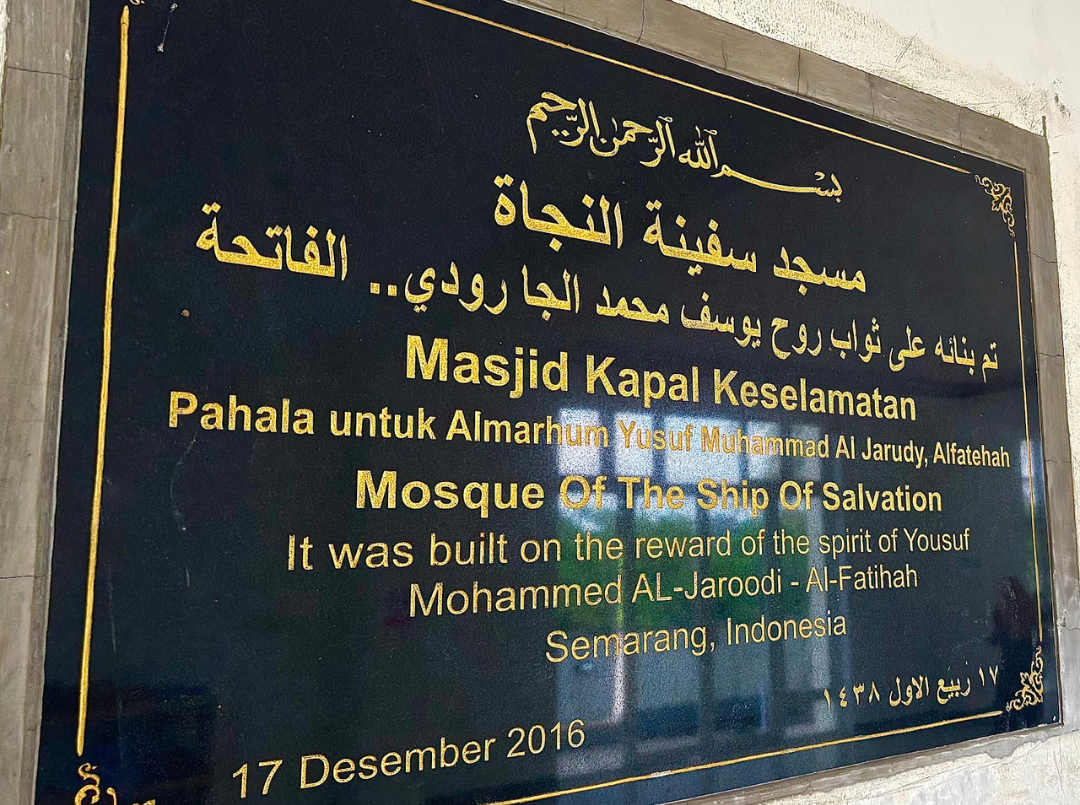 بسم الله الرحمن الرحيم
مسجد سفينة النجاة
تم بنائه على ثواب روح يوسف محمد الجا رودي.. الفاتحة
Masjid Kapal Keselamatan
Pahala untuk Almarhum Yusuf Muhammad Al Jarudy, Alfatehah
Mosque Of The Ship Of Salvation
It was built on the reward of the spirit of Yousuf
Mohammed AL-Jaroodi - Al-Fatihah
Semarang, Indonesia
١٧ ربيع الاول ١٤٣٨
17 Desember 2016